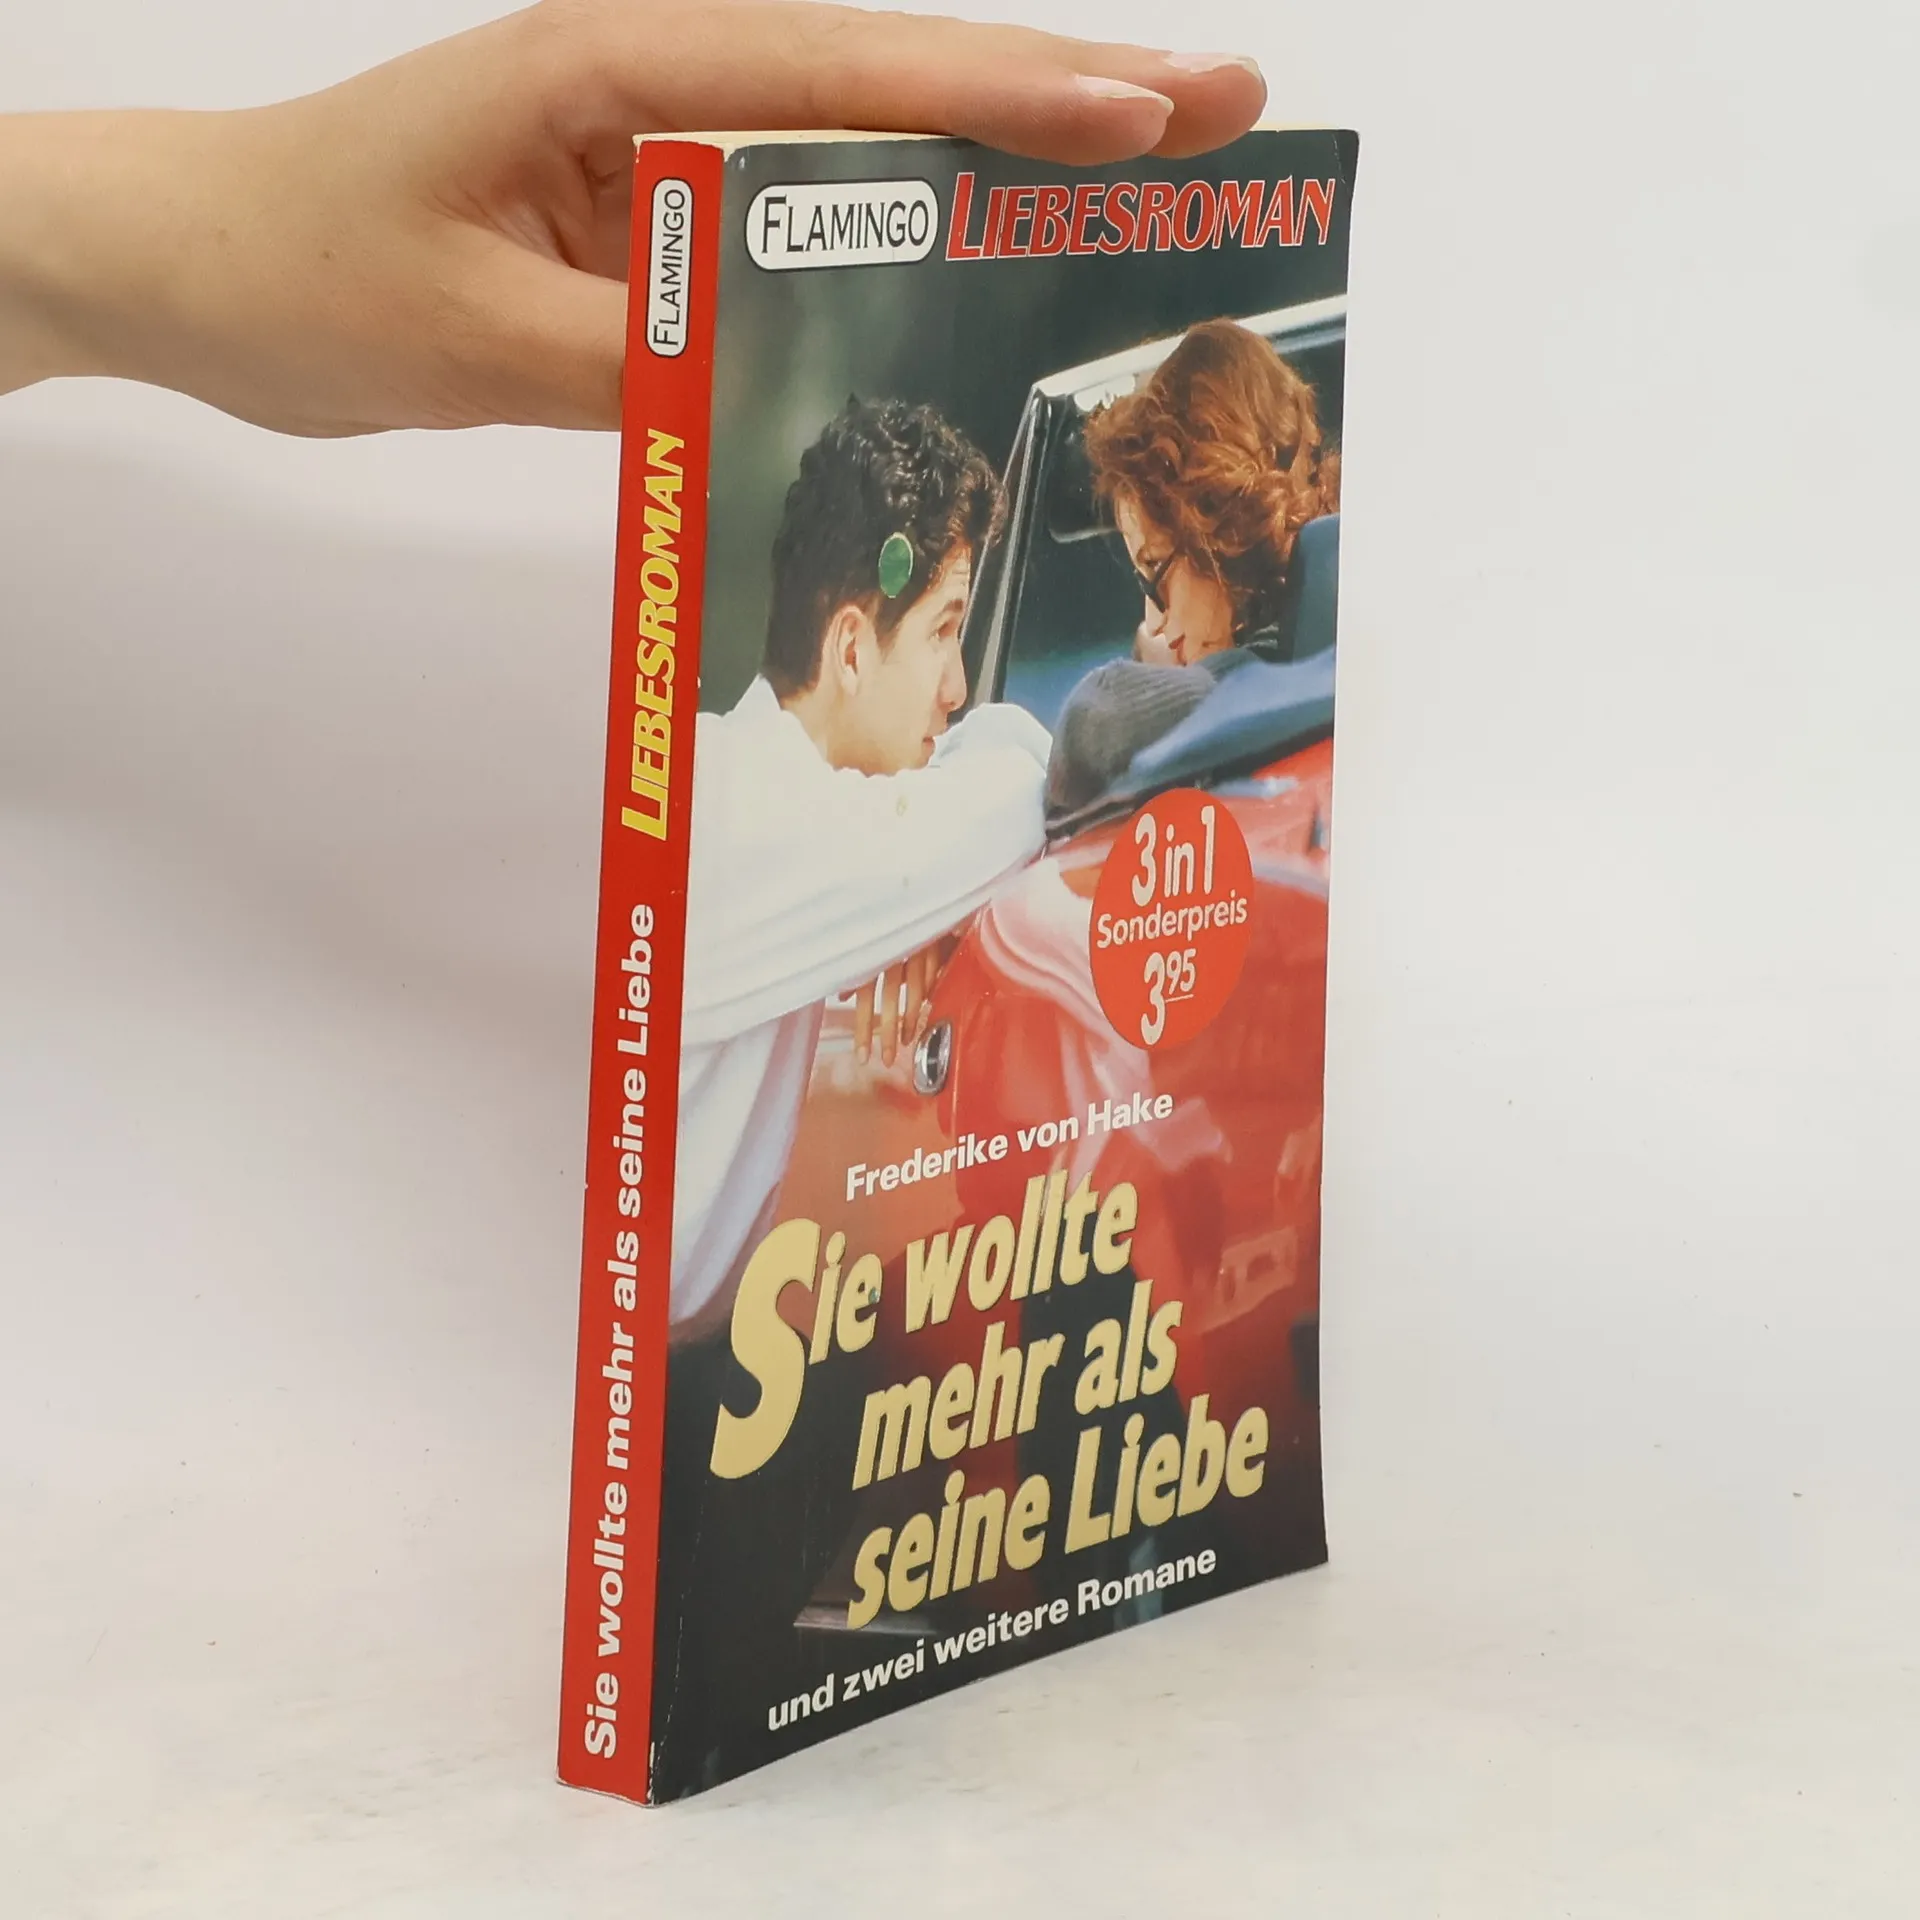 FLAMINGO LIEBESROMAN
3 in 1
Sonderpreis
3.95
Frederike von Hake
Sie wollte
mehr als
seine Liebe
und zwei weitere Romane
Sie wollte mehr als seine Liebe LIEBESROMAN FLAMINGO